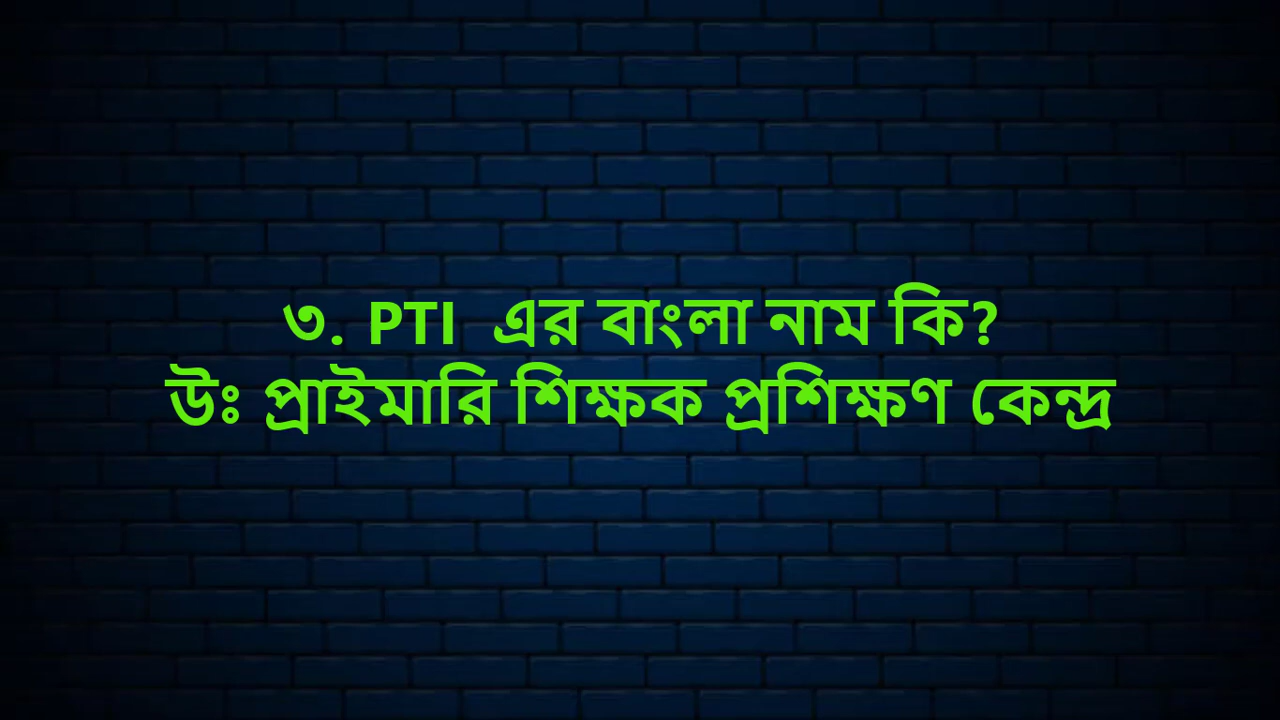 ৩. PTI এর বাংলা নাম কি?
উঃ প্রাইমারি শিক্ষক প্রশিক্ষণ কেন্দ্র